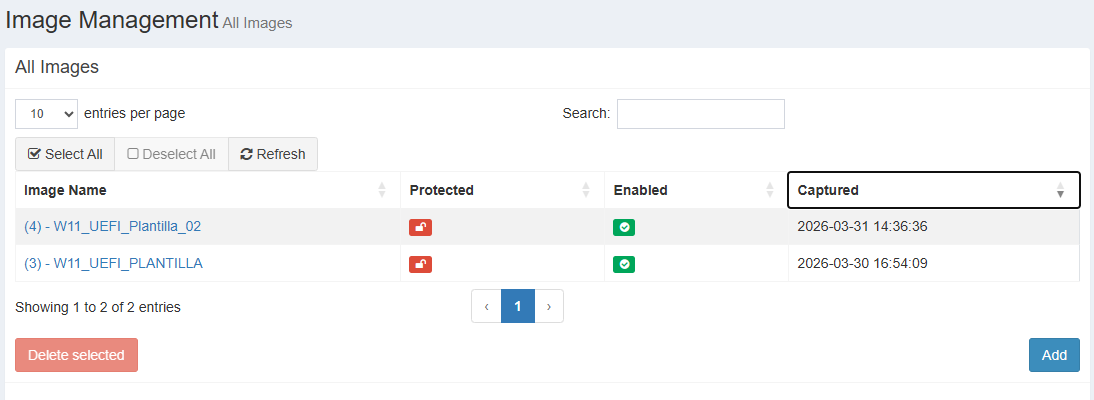 Image Management All Images
All Images
10 entries per page Search:
Select All Deselect All Refresh
Image Name Protected Enabled Captured
(4) - W11_UEFI_Plantilla_02 2026-03-31 14:36:36
(3) - W11_UEFI_PLANTILLA 2026-03-30 16:54:09
Showing 1 to 2 of 2 entries ‹ 1 ›
Delete selected Add